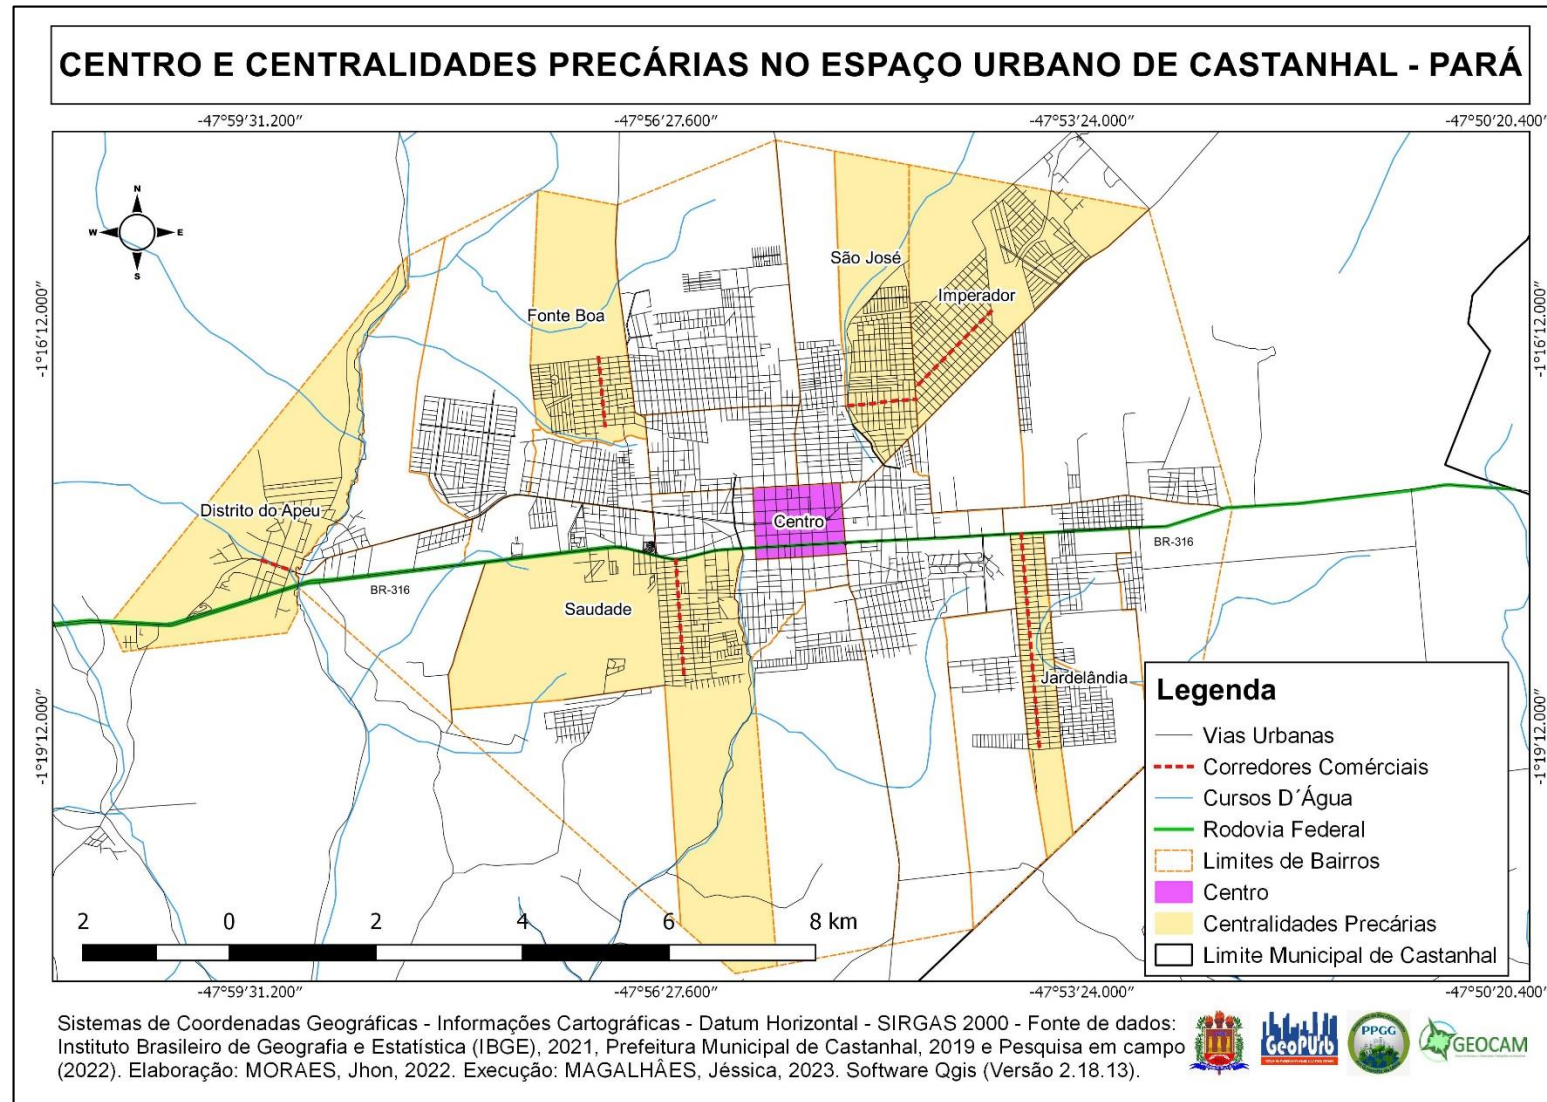 CENTRO E CENTRALIDADES PRECÁRIAS NO ESPAÇO URBANO DE CASTANHAL - PARÁ
-47°59′31.200″
-47°56′27.600″
-47°53′24.000″
-47°50′20.400″
N
W
E
S
-1°16′12.000″
-1°16′12.000″
São José
Imperador
Fonte Boa
Distrito do Apeu
Centro
BR-316
BR-316
Saudade
Jardelândia
-1°19′12.000″
-1°19′12.000″
Legenda
Vias Urbanas
Corredores Comérciais
Cursos D´Água
Rodovia Federal
Limites de Bairros
Centro
Centralidades Precárias
Limite Municipal de Castanhal
2 0 2 4 6 8 km
-47°59′31.200″
-47°56′27.600″
-47°53′24.000″
-47°50′20.400″
Sistemas de Coordenadas Geográficas - Informações Cartográficas - Datum Horizontal - SIRGAS 2000 - Fonte de dados:
Instituto Brasileiro de Geografia e Estatística (IBGE), 2021, Prefeitura Municipal de Castanhal, 2019 e Pesquisa em campo
(2022). Elaboração: MORAES, Jhon, 2022. Execução: MAGALHÂES, Jéssica, 2023. Software Qgis (Versão 2.18.13).
GeoPUrb
PPGG
GEOCAM